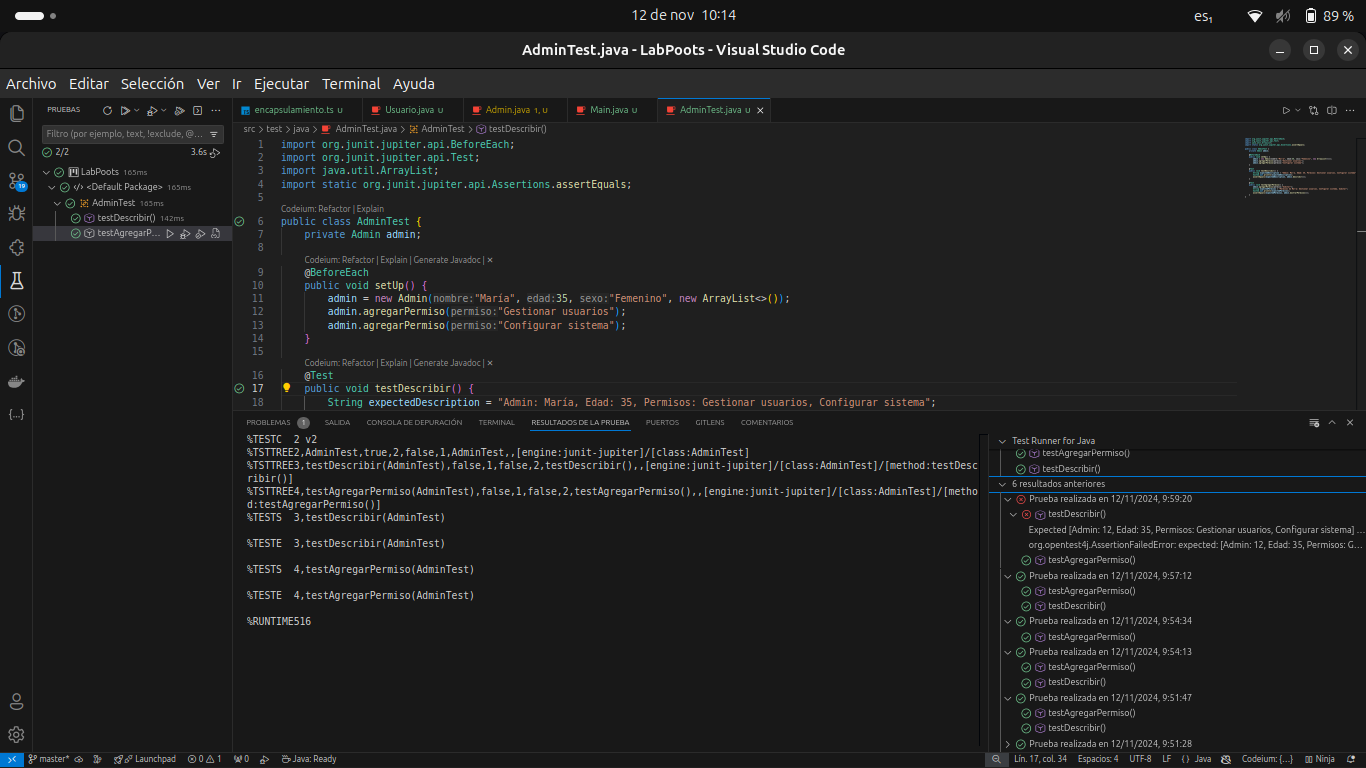 12 de nov 10:14
es₁
89 %
AdminTest.java - LabPoots - Visual Studio Code
Archivo Editar Selección Ver Ir Ejecutar Terminal Ayuda
PRUEBAS
Filtro (por ejemplo, text, !exclude, @...
2/2 3.6s
LabPoots 165ms
<Default Package> 165ms
AdminTest 165ms
testDescribir() 142ms
testAgregarP...
19
encapsulamiento.ts U
Usuario.java U
Admin.java 1, U
Main.java U
AdminTest.java U
src > test > java > AdminTest.java > AdminTest > testDescribir()
1 import org.junit.jupiter.api.BeforeEach;
2 import org.junit.jupiter.api.Test;
3 import java.util.ArrayList;
4 import static org.junit.jupiter.api.Assertions.assertEquals;
5
Codeium: Refactor | Explain
6 public class AdminTest {
7 private Admin admin;
8
Codeium: Refactor | Explain | Generate Javadoc | ×
9 @BeforeEach
10 public void setUp() {
11 admin = new Admin(nombre:"María", edad:35, sexo:"Femenino", new ArrayList<>());
12 admin.agregarPermiso(permiso:"Gestionar usuarios");
13 admin.agregarPermiso(permiso:"Configurar sistema");
14 }
15
Codeium: Refactor | Explain | Generate Javadoc | ×
16 @Test
17 public void testDescribir() {
18 String expectedDescription = "Admin: María, Edad: 35, Permisos: Gestionar usuarios, Configurar sistema";
PROBLEMAS 1 SALIDA CONSOLA DE DEPURACIÓN TERMINAL RESULTADOS DE LA PRUEBA PUERTOS GITLENS COMENTARIOS
%TESTC 2 v2
%TSTTREE2,AdminTest,true,2,false,1,AdminTest,,[engine:junit-jupiter]/[class:AdminTest]
%TSTTREE3,testDescribir(AdminTest),false,1,false,2,testDescribir(),,[engine:junit-jupiter]/[class:AdminTest]/[method:testDesc
ribir()]
%TSTTREE4,testAgregarPermiso(AdminTest),false,1,false,2,testAgregarPermiso(),,[engine:junit-jupiter]/[class:AdminTest]/[metho
d:testAgregarPermiso()]
%TESTS 3,testDescribir(AdminTest)
%TESTE 3,testDescribir(AdminTest)
%TESTS 4,testAgregarPermiso(AdminTest)
%TESTE 4,testAgregarPermiso(AdminTest)
%RUNTIME516
Test Runner for Java
testAgregarPermiso()
testDescribir()
6 resultados anteriores
Prueba realizada en 12/11/2024, 9:59:20
testDescribir()
Expected [Admin: 12, Edad: 35, Permisos: Gestionar usuarios, Configurar sistema] ...
org.opentest4j.AssertionFailedError: expected: [Admin: 12, Edad: 35, Permisos: G...
testAgregarPermiso()
Prueba realizada en 12/11/2024, 9:57:12
testAgregarPermiso()
testDescribir()
Prueba realizada en 12/11/2024, 9:54:34
testAgregarPermiso()
Prueba realizada en 12/11/2024, 9:54:13
testAgregarPermiso()
testDescribir()
Prueba realizada en 12/11/2024, 9:51:47
testAgregarPermiso()
testDescribir()
Prueba realizada en 12/11/2024, 9:51:28
master* Launchpad 0 1 0 Java: Ready
Lín. 17, col. 34 Espacios: 4 UTF-8 LF {} Java Codeium: {...} Ninja